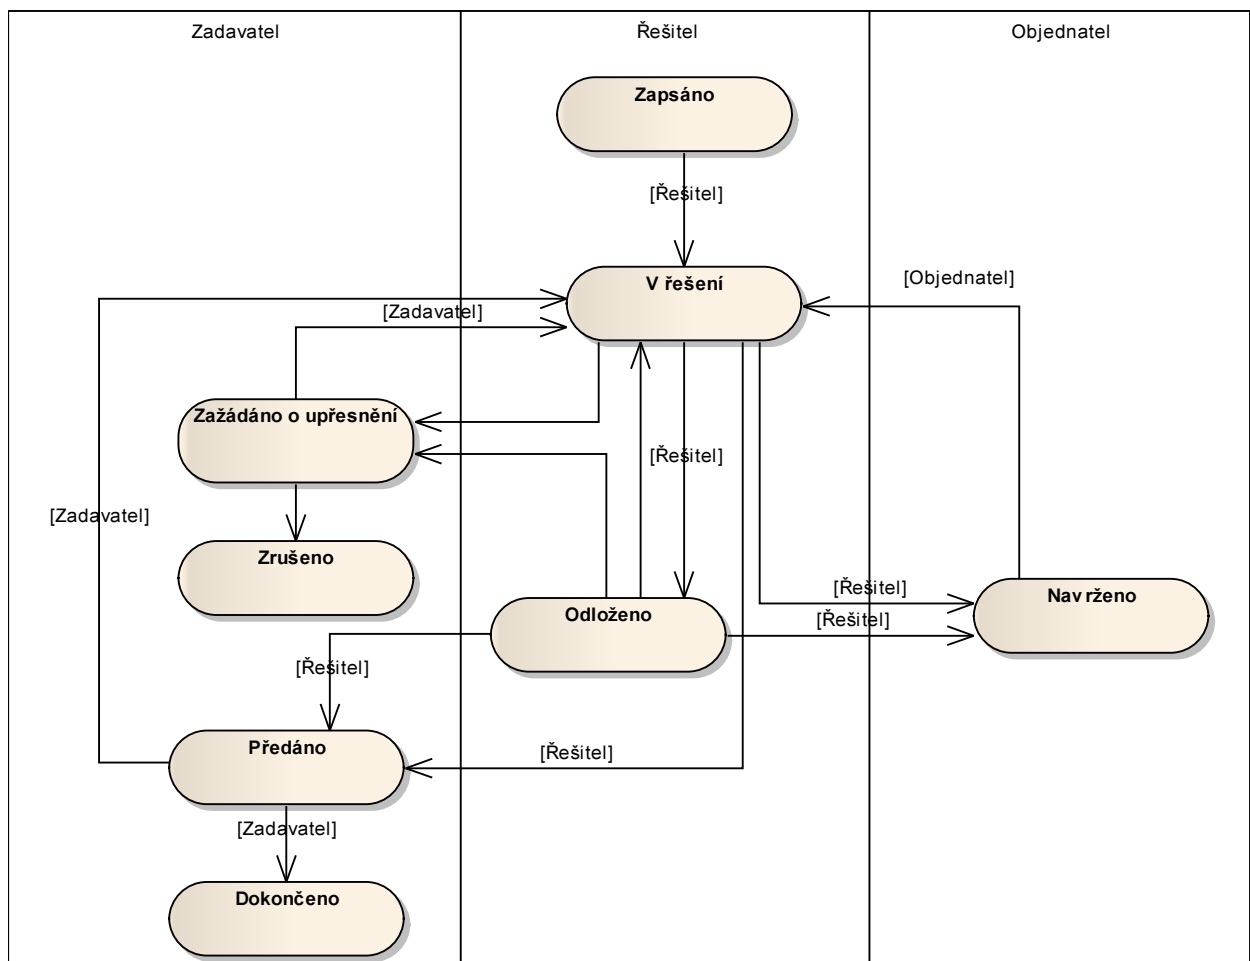 Zadavatel
Řešitel
Objednatel
Zapsáno
[Řešitel]
V řešení
[Objednatel]
[Zadavatel]
Zažádáno o upřesnění
[Řešitel]
[Zadavatel]
Zrušeno
[Řešitel]
Navrženo
Odloženo
[Řešitel]
[Řešitel]
Předáno
[Řešitel]
[Zadavatel]
Dokončeno